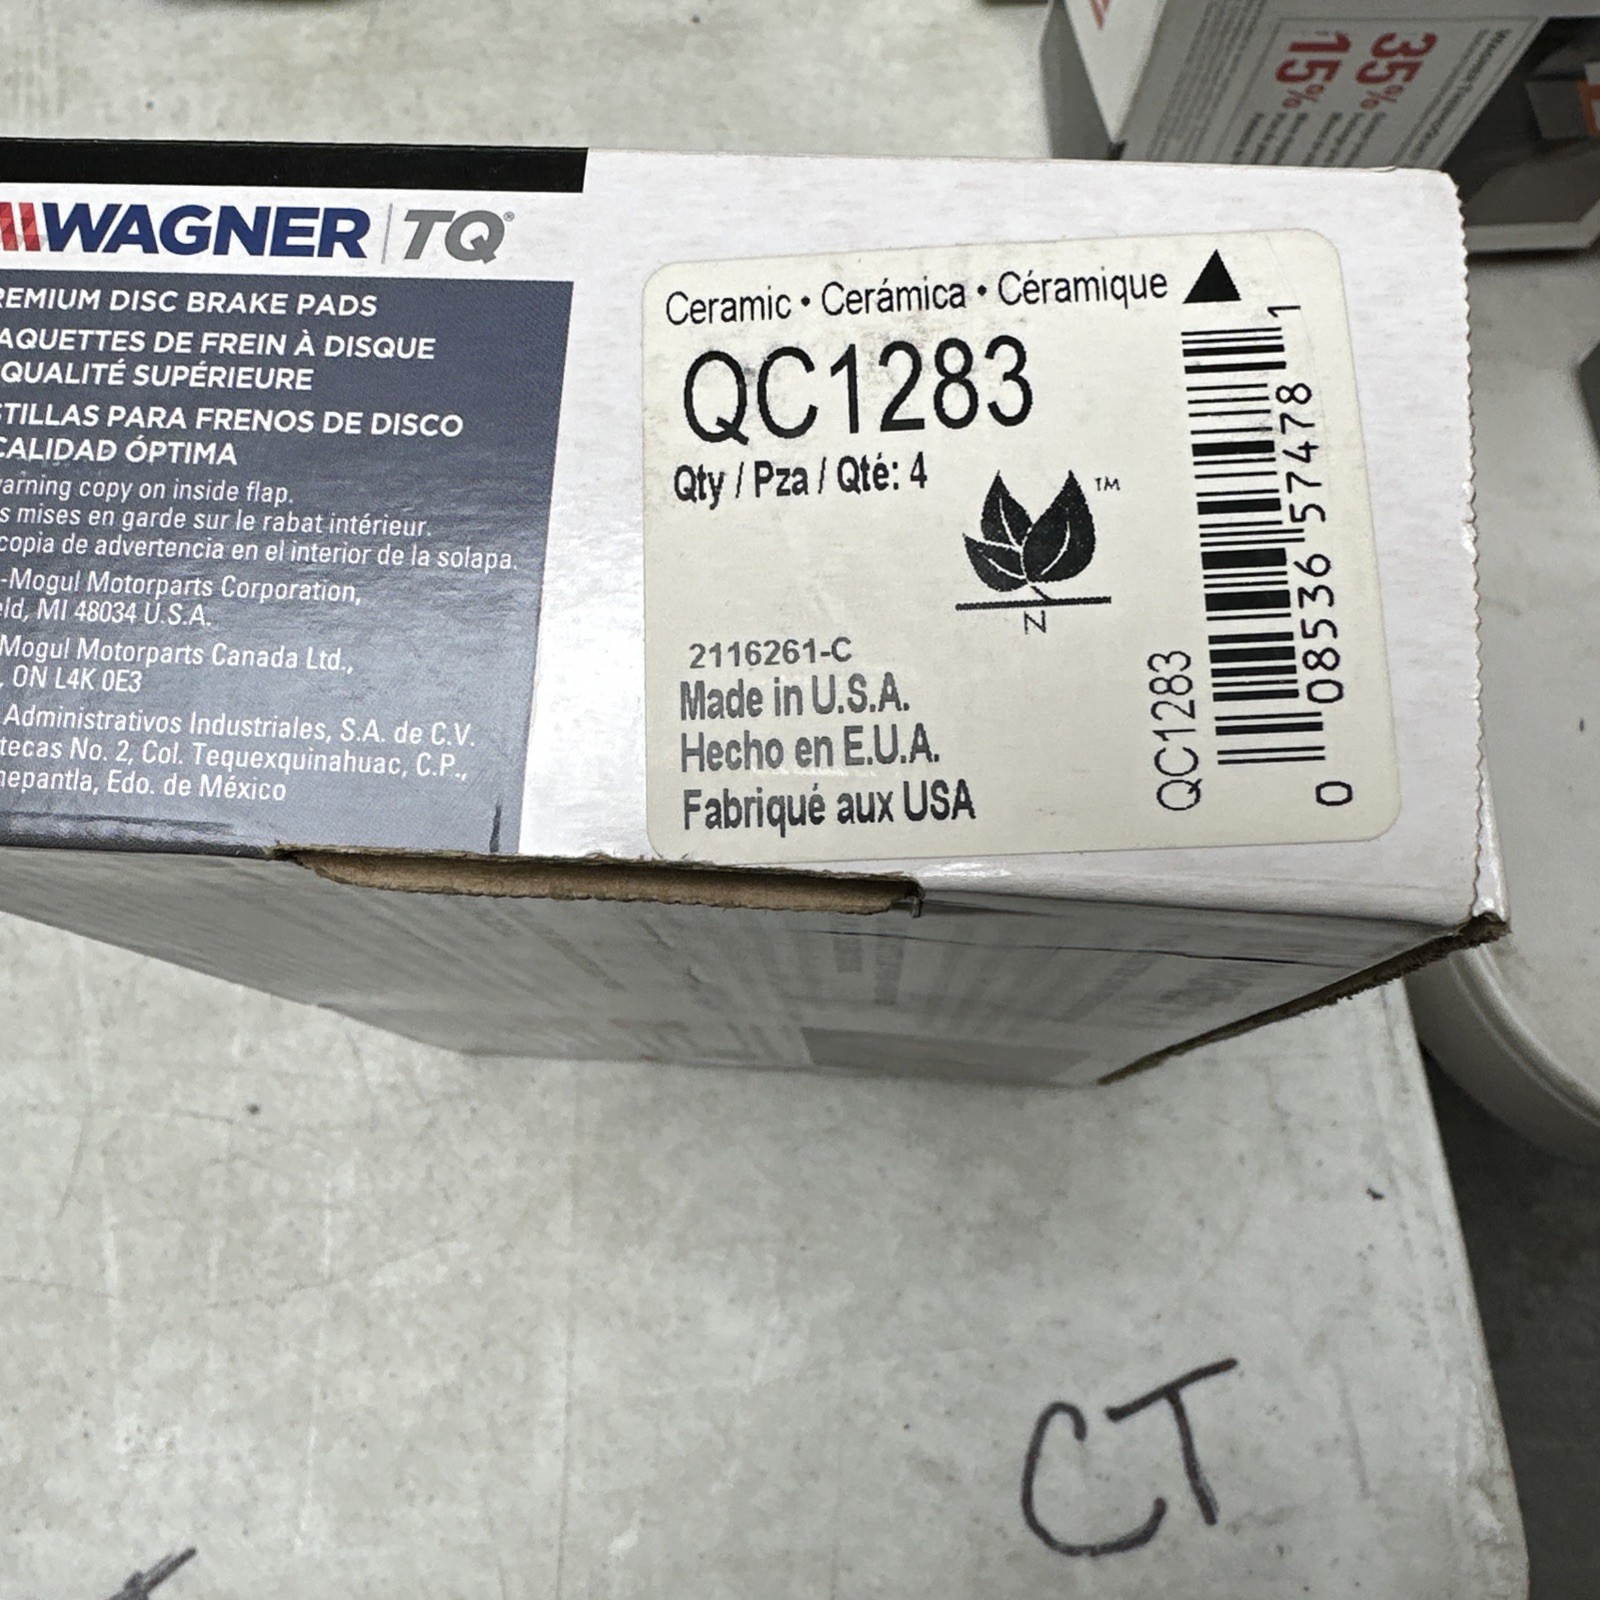 WAGNER TQ®
REMIUM DISC BRAKE PADS
AQUETTES DE FREIN À DISQUE
QUALITÉ SUPÉRIEURE
STILLAS PARA FRENOS DE DISCO
CALIDAD ÓPTIMA
arning copy on inside flap.
s mises en garde sur le rabat intérieur.
copia de advertencia en el interior de la solapa.
-Mogul Motorparts Corporation,
eld, MI 48034 U.S.A.
Mogul Motorparts Canada Ltd.,
, ON L4K 0E3
Administrativos Industriales, S.A. de C.V.
tecas No. 2, Col. Tequexquinahuac, C.P.,
nepantla, Edo. de México
Ceramic • Cerámica • Céramique
QC1283
Qty / Pza / Qté: 4
TM
N
2116261-C
Made in U.S.A.
Hecho en E.U.A.
Fabriqué aux USA
QC1283
0 08536 57478 1
35%
15%
CT